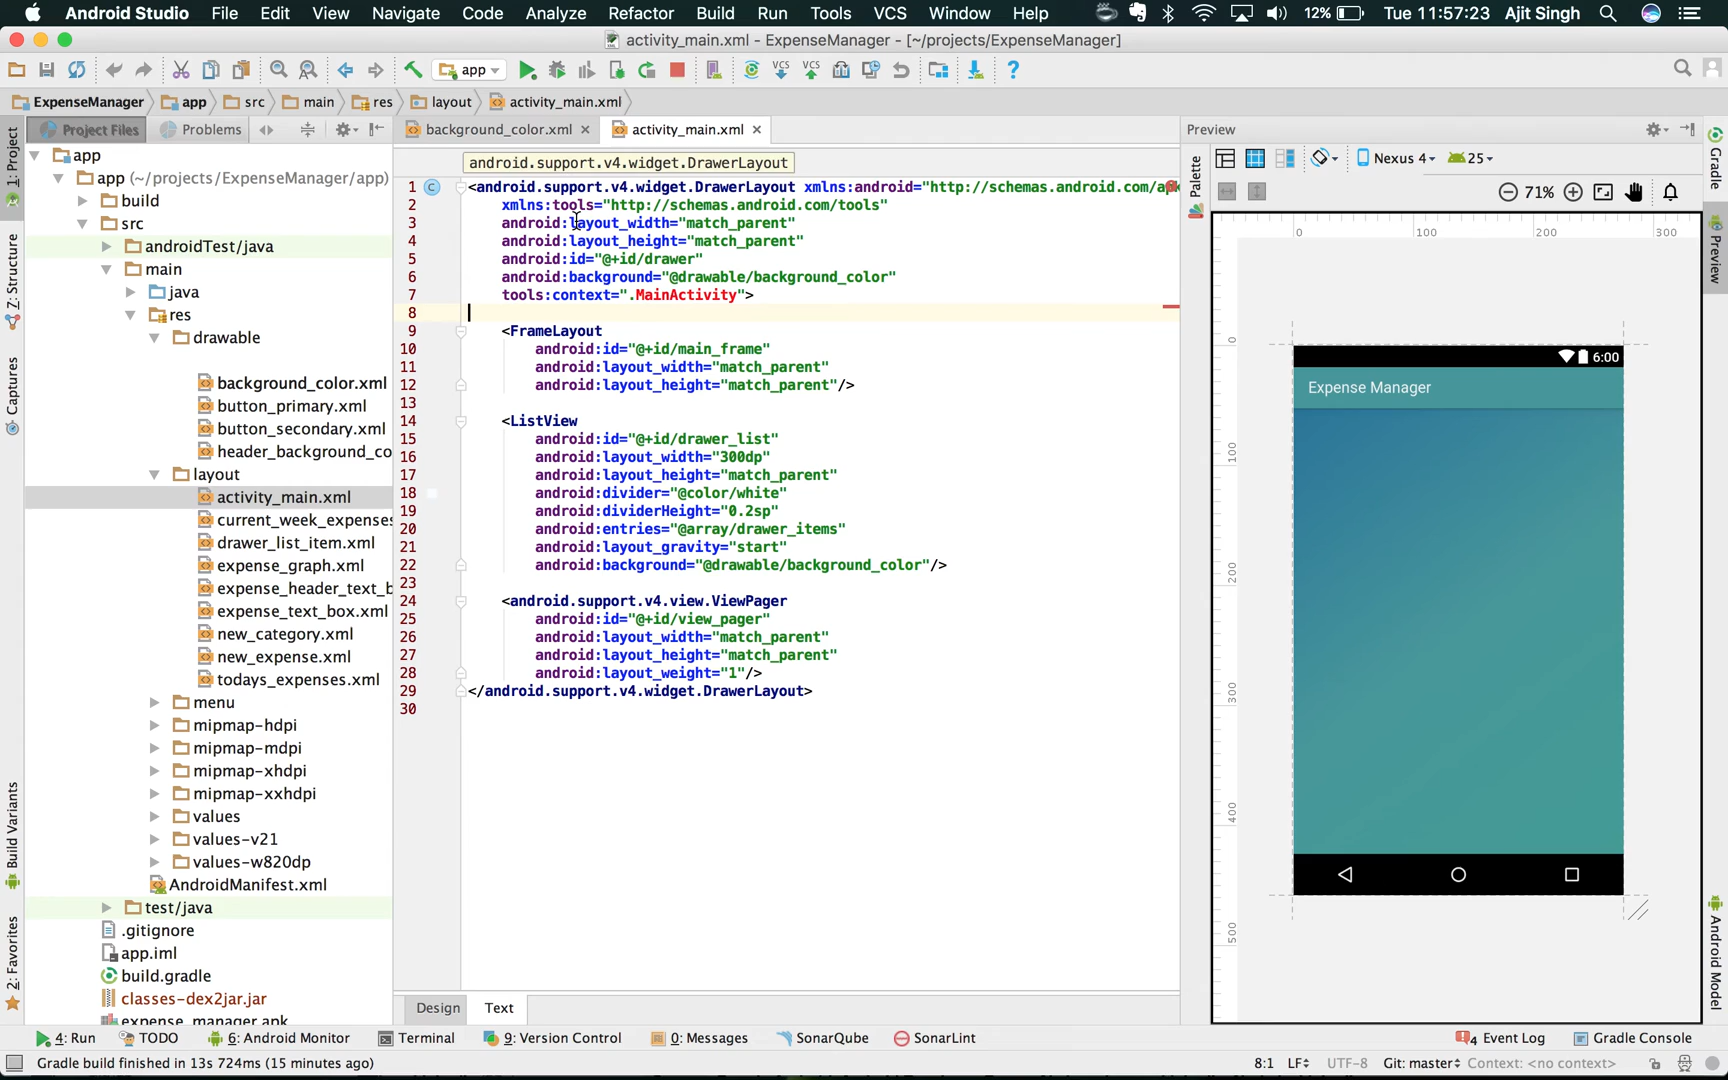 Android Studio File Edit View Navigate Code Analyze Refactor Build Run Tools VCS Window Help 12% Tue 11:57:23 Ajit Singh
activity_main.xml - ExpenseManager - [~/projects/ExpenseManager]
app VCS VCS ?
ExpenseManager app src main res layout activity_main.xml
Project Files Problems background_color.xml activity_main.xml Preview
1: Project
Z: Structure
Captures
Build Variants
2: Favorites
app
app (~/projects/ExpenseManager/app)
build
src
androidTest/java
main
java
res
drawable
background_color.xml
button_primary.xml
button_secondary.xml
header_background_co
layout
activity_main.xml
current_week_expenses
drawer_list_item.xml
expense_graph.xml
expense_header_text_b
expense_text_box.xml
new_category.xml
new_expense.xml
todays_expenses.xml
menu
mipmap-hdpi
mipmap-mdpi
mipmap-xhdpi
mipmap-xxhdpi
values
values-v21
values-w820dp
AndroidManifest.xml
test/java
.gitignore
app.iml
build.gradle
classes-dex2jar.jar
expense_manager.apk
android.support.v4.widget.DrawerLayout
1 C <android.support.v4.widget.DrawerLayout xmlns:android="http://schemas.android.com/apk
2 xmlns:tools="http://schemas.android.com/tools"
3 android:layout_width="match_parent"
4 android:layout_height="match_parent"
5 android:id="@+id/drawer"
6 android:background="@drawable/background_color"
7 tools:context=".MainActivity">
8
9 <FrameLayout
10 android:id="@+id/main_frame"
11 android:layout_width="match_parent"
12 android:layout_height="match_parent"/>
13
14 <ListView
15 android:id="@+id/drawer_list"
16 android:layout_width="300dp"
17 android:layout_height="match_parent"
18 android:divider="@color/white"
19 android:dividerHeight="0.2sp"
20 android:entries="@array/drawer_items"
21 android:layout_gravity="start"
22 android:background="@drawable/background_color"/>
23
24 <android.support.v4.view.ViewPager
25 android:id="@+id/view_pager"
26 android:layout_width="match_parent"
27 android:layout_height="match_parent"
28 android:layout_weight="1"/>
29 </android.support.v4.widget.DrawerLayout>
30
Design Text
Palette
Nexus 4 25
71%
0 100 200 300
0
100
200
300
400
500
6:00
Expense Manager
Gradle
Preview
Android Model
4: Run TODO 6: Android Monitor Terminal 9: Version Control 0: Messages SonarQube SonarLint 4 Event Log Gradle Console
Gradle build finished in 13s 724ms (15 minutes ago) 8:1 LF UTF-8 Git: master Context: <no context>